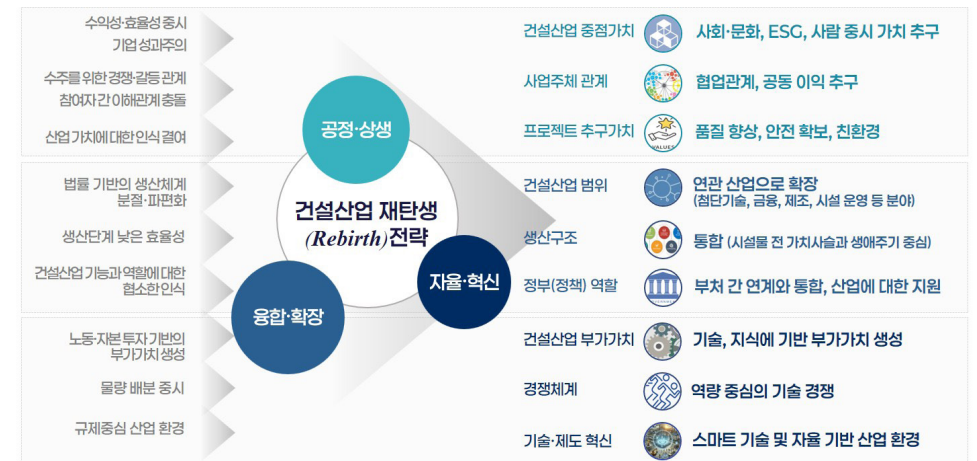 수익성·효율성 중시
기업 성과주의
수주를 위한 경쟁·갈등 관계
참여자 간 이해관계 충돌
산업 가치에 대한 인식 결여
법률 기반의 생산체계
분절·파편화
생산단계 낮은 효율성
건설산업 기능과 역할에 대한
협소한 인식
노동·자본 투자 기반의
부가가치 생성
물량 배분 중시
규제중심 산업 환경
공정·상생
건설산업 재탄생
(Rebirth)전략
융합·확장
자율·혁신
건설산업 중점가치
사회·문화, ESG, 사람 중시 가치 추구
사업주체 관계
협업관계, 공동 이익 추구
프로젝트 추구가치
VALUES
품질 향상, 안전 확보, 친환경
건설산업 범위
연관 산업으로 확장
(첨단기술, 금융, 제조, 시설 운영 등 분야)
생산구조
통합 (시설물 전 가치사슬과 생애주기 중심)
정부(정책) 역할
부처 간 연계와 통합, 산업에 대한 지원
건설산업 부가가치
기술, 지식에 기반 부가가치 생성
경쟁체계
역량 중심의 기술 경쟁
기술·제도 혁신
스마트 기술 및 자율 기반 산업 환경